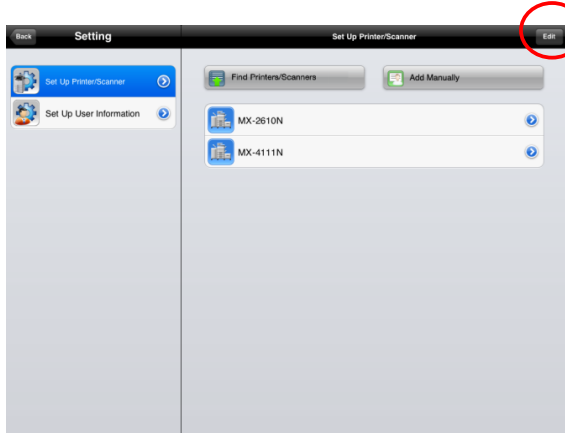 Back Setting Set Up Printer/Scanner Edit
Set Up Printer/Scanner
Set Up User Information
Find Printers/Scanners Add Manually
MX-2610N
MX-4111N